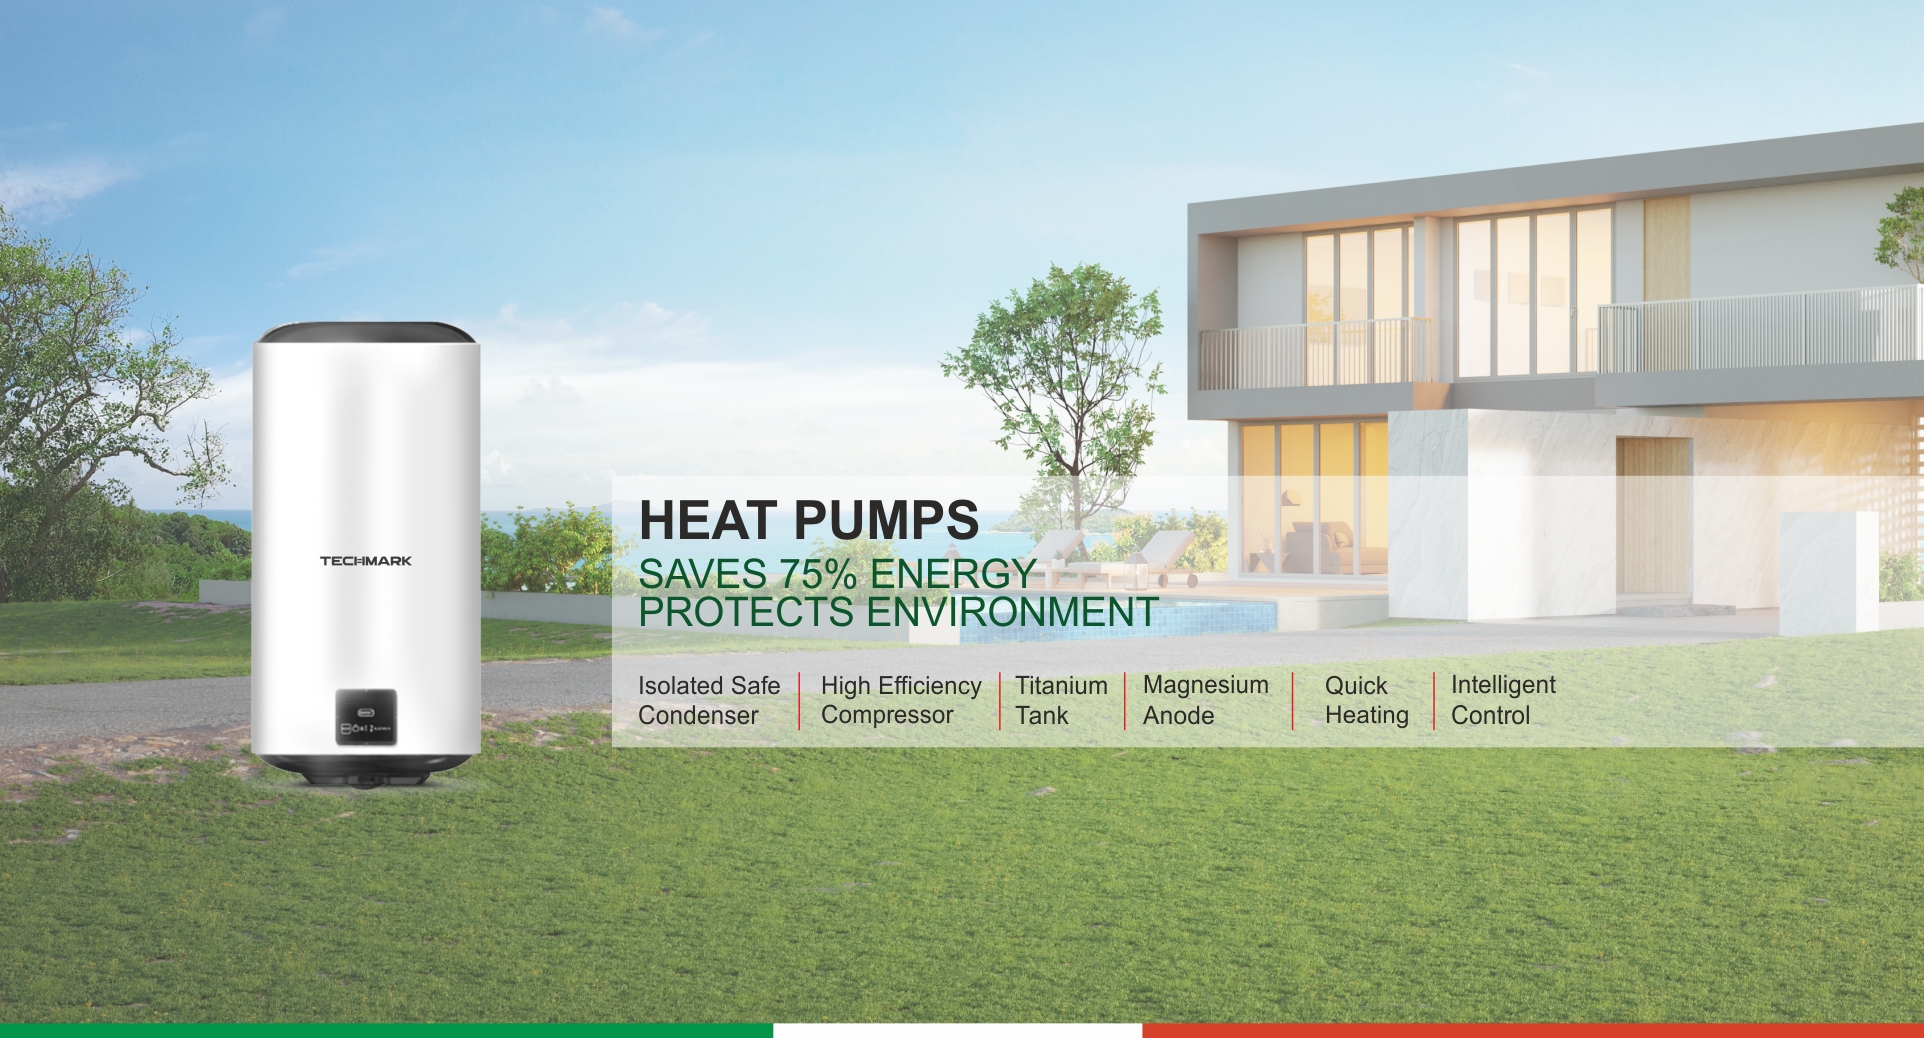 HEAT PUMPS
SAVES 75% ENERGY
PROTECTS ENVIRONMENT
TECHMARK
Isolated Safe
Condenser
High Efficiency
Compressor
Titanium
Tank
Magnesium
Anode
Quick
Heating
Intelligent
Control